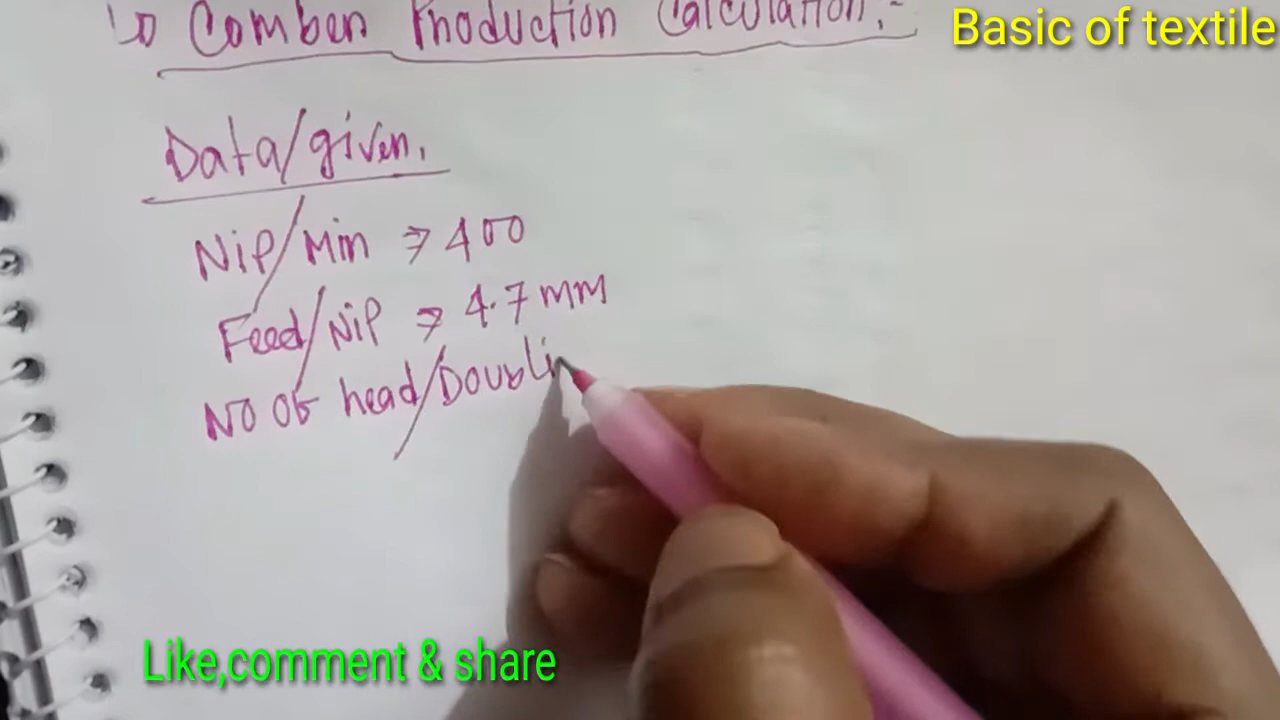 Basic of textile
1) Comber Production Calculation:-
Data/given.
Nip/Min ⇒ 400
Feed/Nip ⇒ 4.7 mm
No of head/Doubli
Like,comment & share